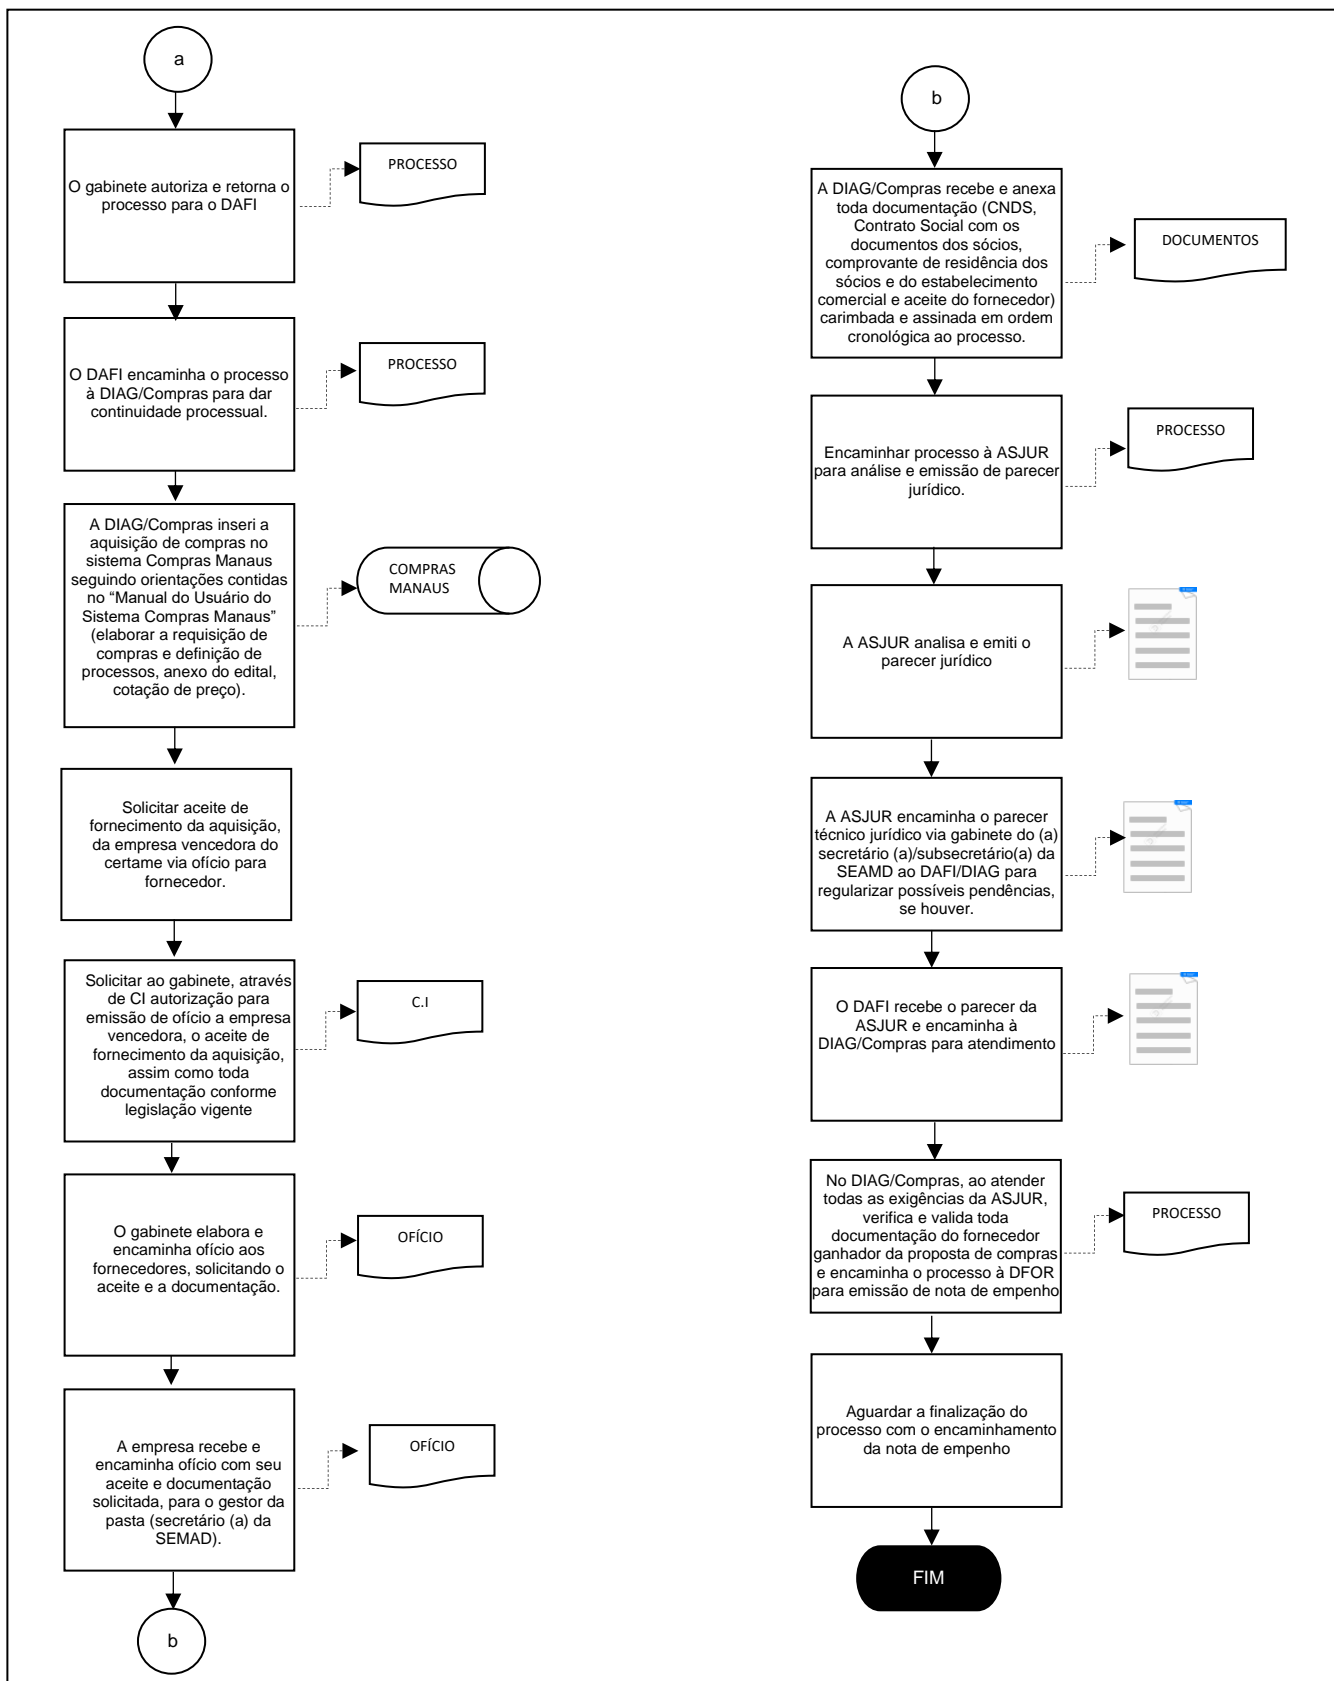 a
O gabinete autoriza e retorna o
processo para o DAFI
PROCESSO
O DAFI encaminha o processo
à DIAG/Compras para dar
continuidade processual.
PROCESSO
A DIAG/Compras inseri a
aquisição de compras no
sistema Compras Manaus
seguindo orientações contidas
no “Manual do Usuário do
Sistema Compras Manaus”
(elaborar a requisição de
compras e definição de
processos, anexo do edital,
cotação de preço).
COMPRAS
MANAUS
Solicitar aceite de
fornecimento da aquisição,
da empresa vencedora do
certame via ofício para
fornecedor.
Solicitar ao gabinete, através
de CI autorização para
emissão de ofício a empresa
vencedora, o aceite de
fornecimento da aquisição,
assim como toda
documentação conforme
legislação vigente
C.I
O gabinete elabora e
encaminha ofício aos
fornecedores, solicitando o
aceite e a documentação.
OFÍCIO
A empresa recebe e
encaminha ofício com seu
aceite e documentação
solicitada, para o gestor da
pasta (secretário (a) da
SEMAD).
OFÍCIO
b
b
A DIAG/Compras recebe e anexa
toda documentação (CNDS,
Contrato Social com os
documentos dos sócios,
comprovante de residência dos
sócios e do estabelecimento
comercial e aceite do fornecedor)
carimbada e assinada em ordem
cronológica ao processo.
DOCUMENTOS
Encaminhar processo à ASJUR
para análise e emissão de parecer
jurídico.
PROCESSO
A ASJUR analisa e emiti o
parecer jurídico
A ASJUR encaminha o parecer
técnico jurídico via gabinete do (a)
secretário (a)/subsecretário(a) da
SEAMD ao DAFI/DIAG para
regularizar possíveis pendências,
se houver.
O DAFI recebe o parecer da
ASJUR e encaminha à
DIAG/Compras para atendimento
No DIAG/Compras, ao atender
todas as exigências da ASJUR,
verifica e valida toda
documentação do fornecedor
ganhador da proposta de compras
e encaminha o processo à DFOR
para emissão de nota de empenho
PROCESSO
Aguardar a finalização do
processo com o encaminhamento
da nota de empenho
FIM